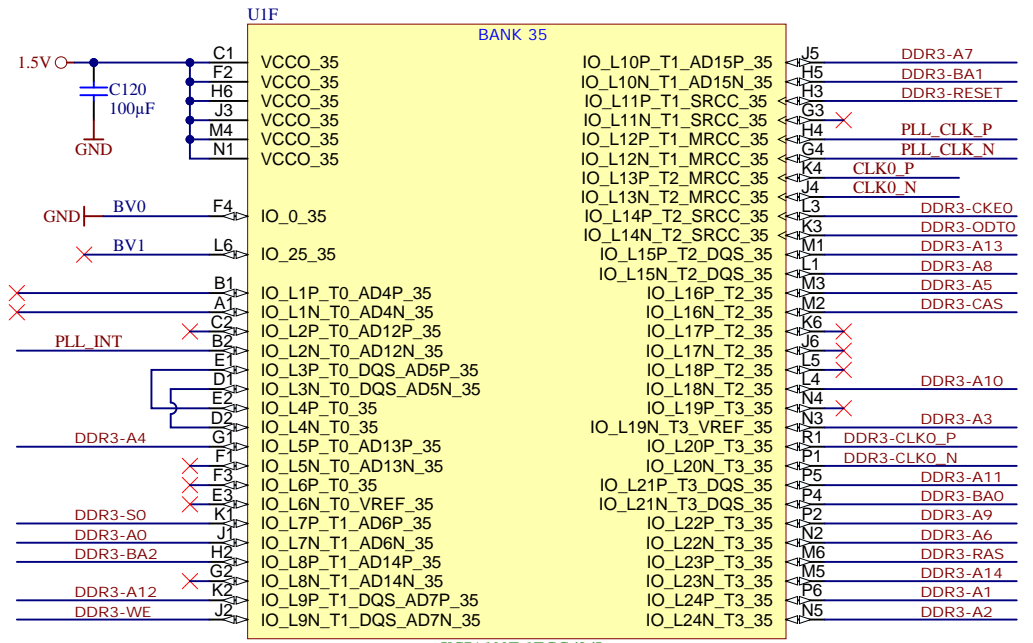 U1F
BANK 35
1.5V
C120
100µF
GND
C1 VCCO_35
F2 VCCO_35
H6 VCCO_35
J3 VCCO_35
M4 VCCO_35
N1 VCCO_35
GND BV0 F4 IO_0_35
BV1 L6 IO_25_35
B1 IO_L1P_T0_AD4P_35
A1 IO_L1N_T0_AD4N_35
C2 IO_L2P_T0_AD12P_35
PLL_INT B2 IO_L2N_T0_AD12N_35
E1 IO_L3P_T0_DQS_AD5P_35
D1 IO_L3N_T0_DQS_AD5N_35
E2 IO_L4P_T0_35
D2 IO_L4N_T0_35
DDR3-A4 G1 IO_L5P_T0_AD13P_35
F1 IO_L5N_T0_AD13N_35
F3 IO_L6P_T0_35
E3 IO_L6N_T0_VREF_35
DDR3-S0 K1 IO_L7P_T1_AD6P_35
DDR3-A0 J1 IO_L7N_T1_AD6N_35
DDR3-BA2 H2 IO_L8P_T1_AD14P_35
G2 IO_L8N_T1_AD14N_35
DDR3-A12 K2 IO_L9P_T1_DQS_AD7P_35
DDR3-WE J2 IO_L9N_T1_DQS_AD7N_35
IO_L10P_T1_AD15P_35 J5 DDR3-A7
IO_L10N_T1_AD15N_35 H5 DDR3-BA1
IO_L11P_T1_SRCC_35 H3 DDR3-RESET
IO_L11N_T1_SRCC_35 G3
IO_L12P_T1_MRCC_35 H4 PLL_CLK_P
IO_L12N_T1_MRCC_35 G4 PLL_CLK_N
IO_L13P_T2_MRCC_35 K4 CLK0_P
IO_L13N_T2_MRCC_35 J4 CLK0_N
IO_L14P_T2_SRCC_35 L3 DDR3-CKE0
IO_L14N_T2_SRCC_35 K3 DDR3-ODT0
IO_L15P_T2_DQS_35 M1 DDR3-A13
IO_L15N_T2_DQS_35 L1 DDR3-A8
IO_L16P_T2_35 M3 DDR3-A5
IO_L16N_T2_35 M2 DDR3-CAS
IO_L17P_T2_35 K6
IO_L17N_T2_35 J6
IO_L18P_T2_35 L5
IO_L18N_T2_35 L4 DDR3-A10
IO_L19P_T3_35 N4
IO_L19N_T3_VREF_35 N3 DDR3-A3
IO_L20P_T3_35 R1 DDR3-CLK0_P
IO_L20N_T3_35 P1 DDR3-CLK0_N
IO_L21P_T3_DQS_35 P5 DDR3-A11
IO_L21N_T3_DQS_35 P4 DDR3-BA0
IO_L22P_T3_35 P2 DDR3-A9
IO_L22N_T3_35 N2 DDR3-A6
IO_L23P_T3_35 M6 DDR3-RAS
IO_L23N_T3_35 M5 DDR3-A14
IO_L24P_T3_35 P6 DDR3-A1
IO_L24N_T3_35 N5 DDR3-A2